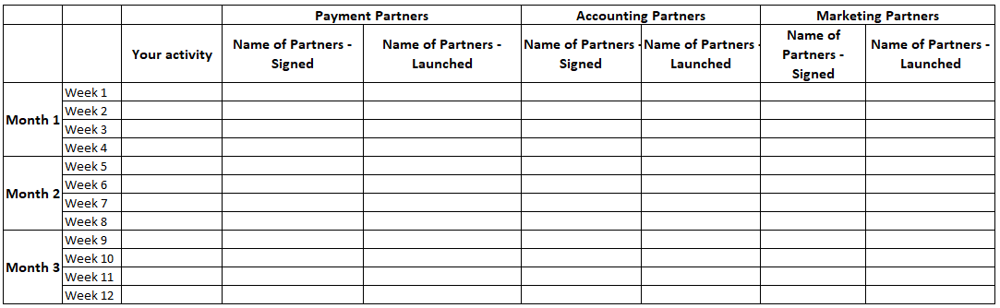 Payment Partners Accounting Partners Marketing Partners
Your activity Name of Partners - Signed Name of Partners - Launched Name of Partners - Signed Name of Partners - Launched Name of Partners - Signed Name of Partners - Launched
Month 1 Week 1
Week 2
Week 3
Week 4
Month 2 Week 5
Week 6
Week 7
Week 8
Month 3 Week 9
Week 10
Week 11
Week 12